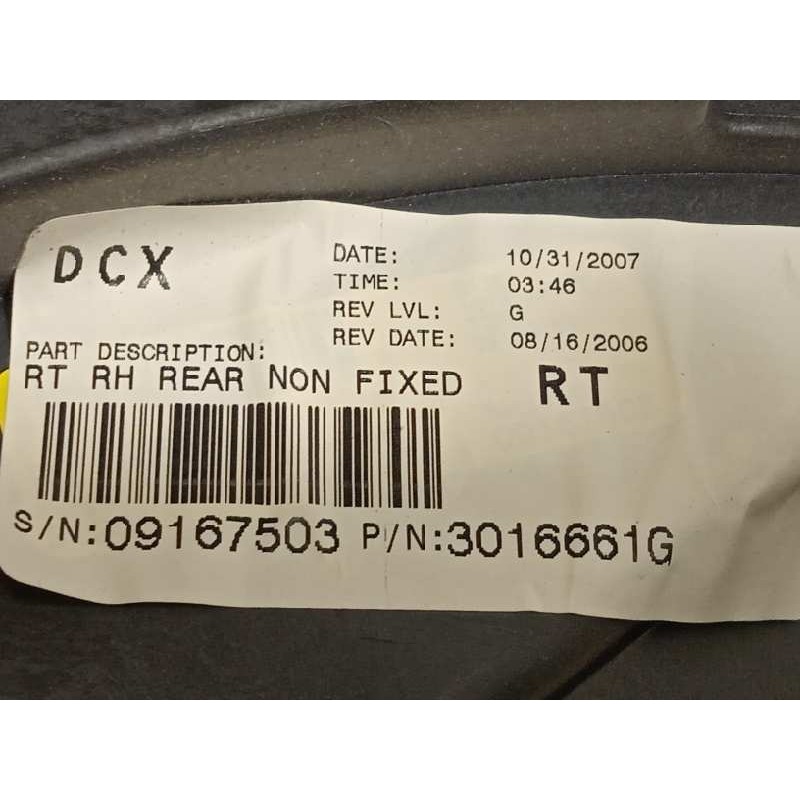 DCX
DATE: 10/31/2007
TIME: 03:46
REV LVL: G
REV DATE: 08/16/2006
PART DESCRIPTION:
RT RH REAR NON FIXED RT
S/N:09167503 P/N:3016661G